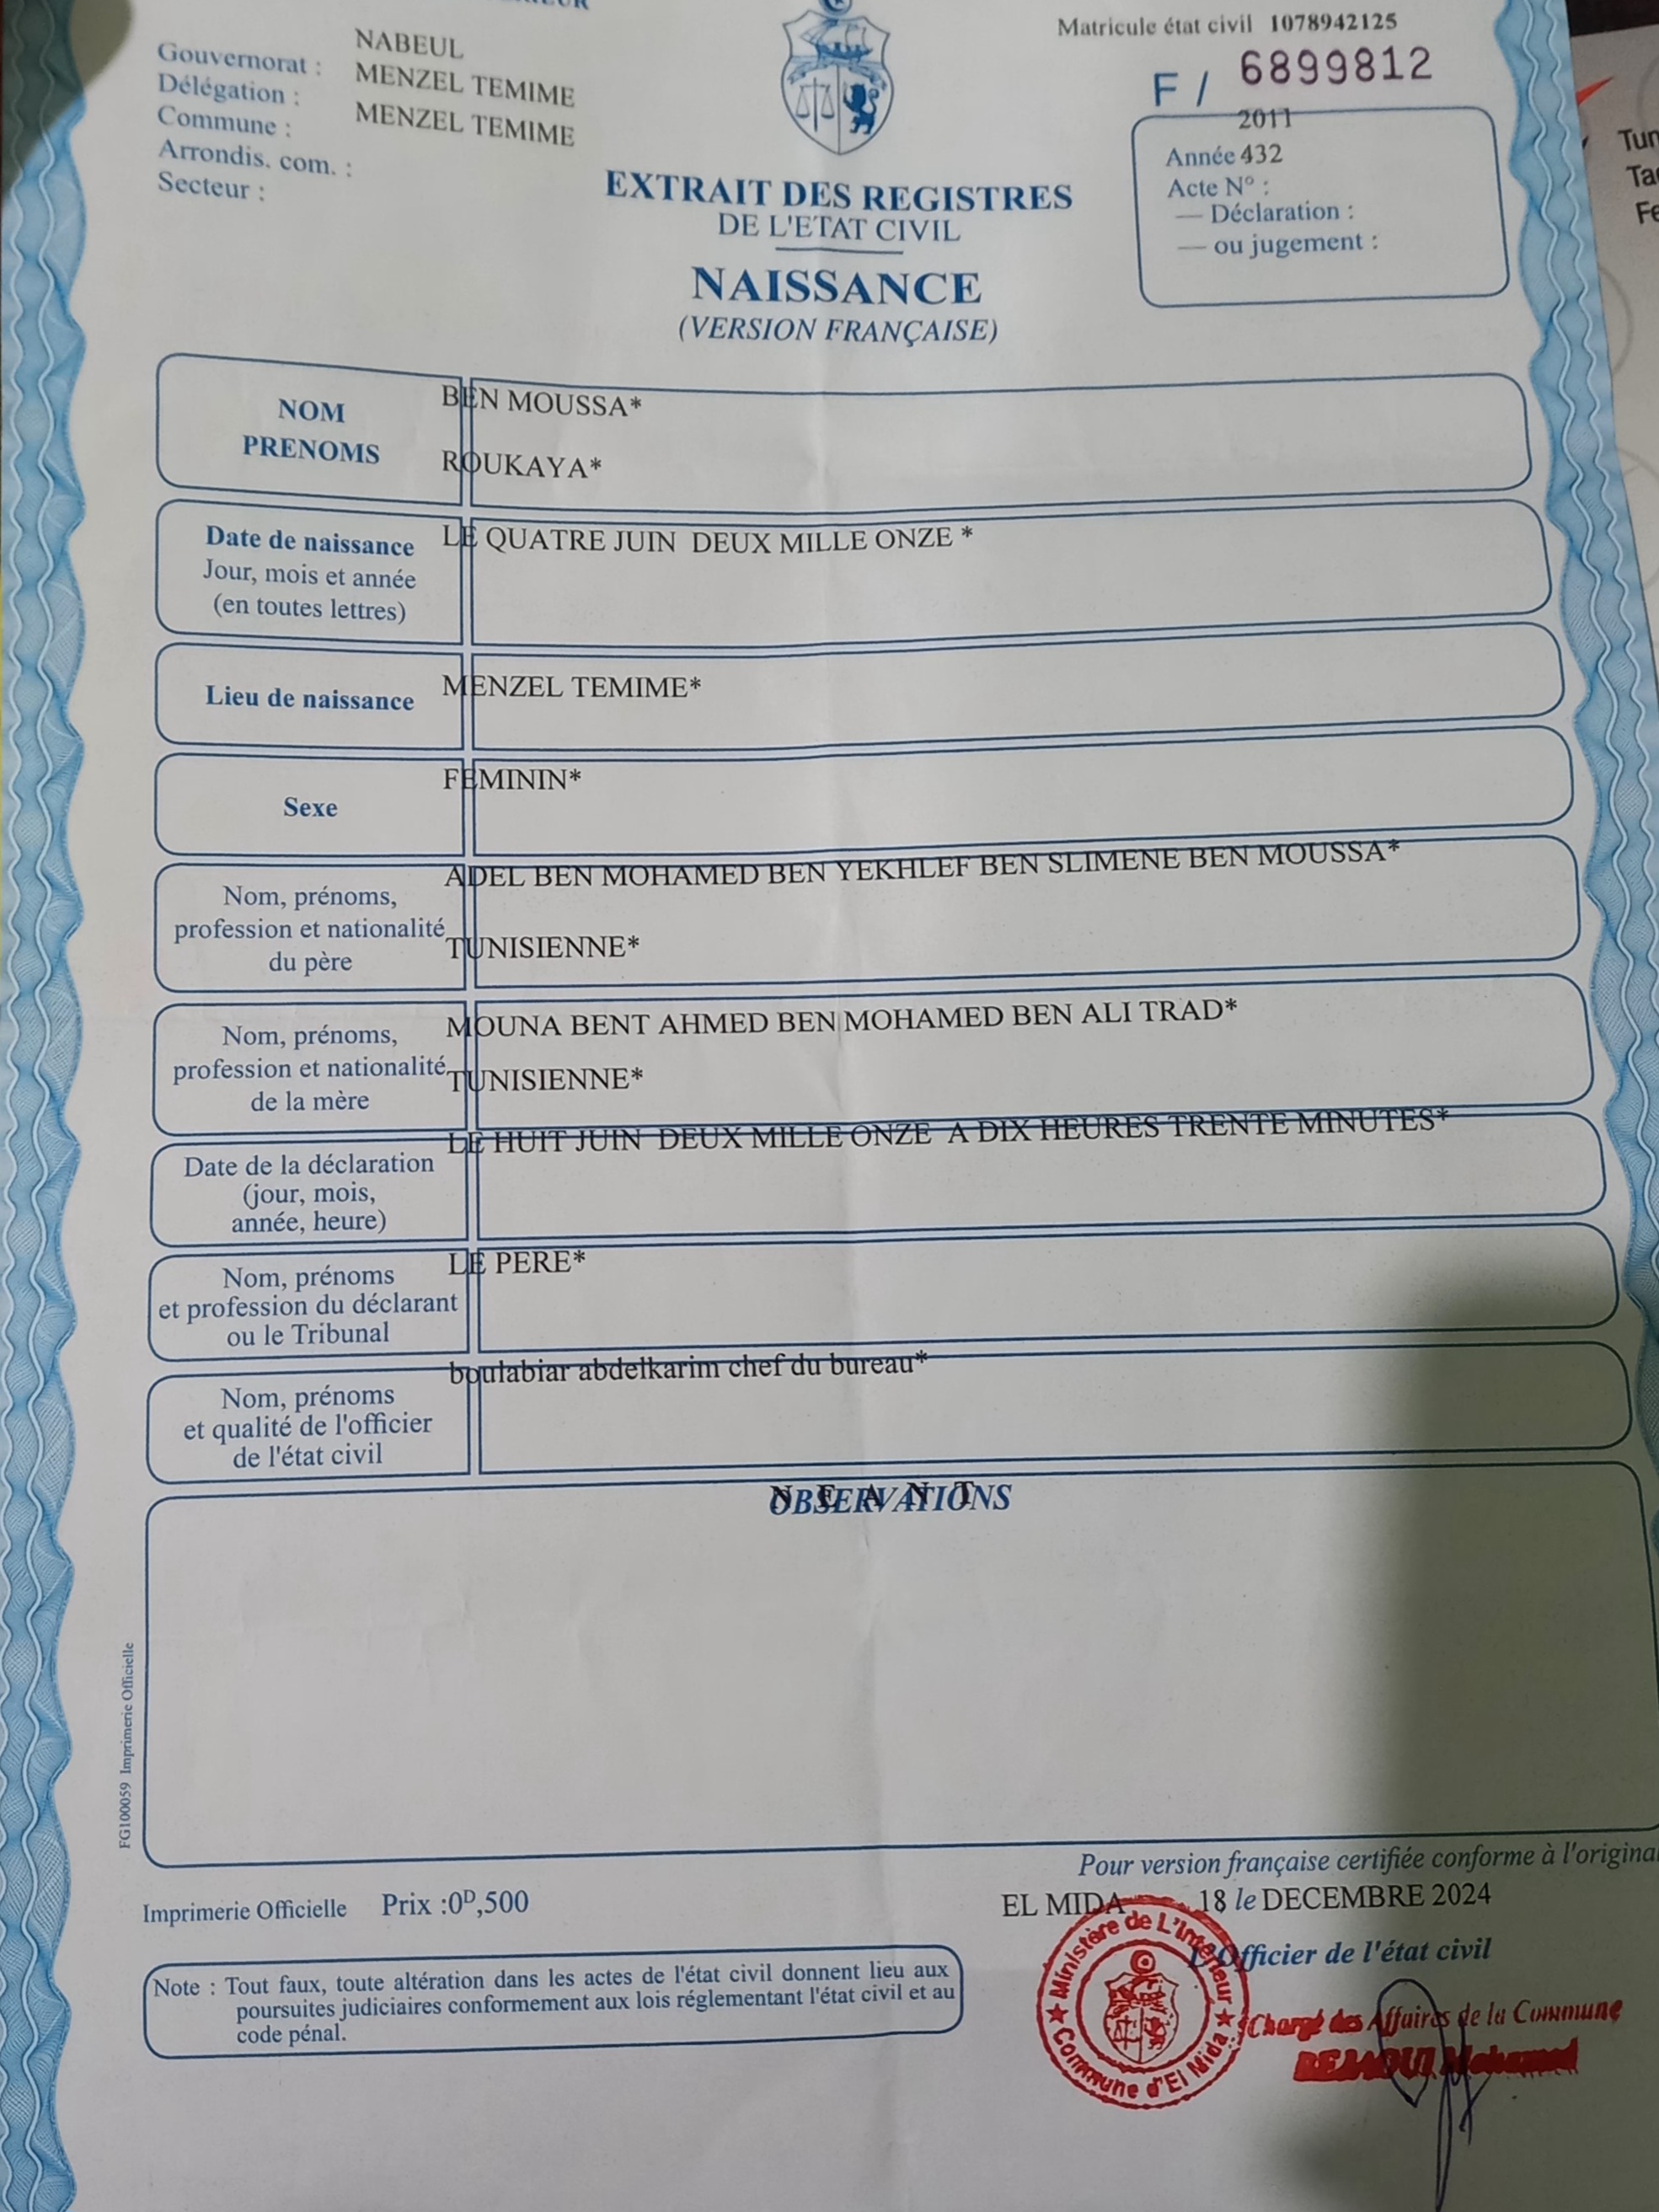 Gouvernorat : NABEUL
Délégation : MENZEL TEMIME
Commune : MENZEL TEMIME
Arrondis. com. :
Secteur :
Matricule état civil 1078942125
F / 6899812
2011
Année 432
Acte N° :
— Déclaration :
— ou jugement :
EXTRAIT DES REGISTRES
DE L'ETAT CIVIL
NAISSANCE
(VERSION FRANÇAISE)
NOM
PRENOMS
BEN MOUSSA*
ROUKAYA*
Date de naissance
Jour, mois et année
(en toutes lettres)
LE QUATRE JUIN DEUX MILLE ONZE *
Lieu de naissance
MENZEL TEMIME*
Sexe
FEMININ*
Nom, prénoms,
profession et nationalité
du père
ADEL BEN MOHAMED BEN YEKHLEF BEN SLIMENE BEN MOUSSA*
TUNISIENNE*
Nom, prénoms,
profession et nationalité
de la mère
MOUNA BENT AHMED BEN MOHAMED BEN ALI TRAD*
TUNISIENNE*
Date de la déclaration
(jour, mois,
année, heure)
LE HUIT JUIN DEUX MILLE ONZE A DIX HEURES TRENTE MINUTES*
Nom, prénoms
et profession du déclarant
ou le Tribunal
LE PERE*
Nom, prénoms
et qualité de l'officier
de l'état civil
boulabiar abdelkarim chef du bureau*
OBSERVATIONS
N E A N T
FG100059 Imprimerie Officielle
Pour version française certifiée conforme à l'origina
EL MIDA 18 le DECEMBRE 2024
L'Officier de l'état civil
Imprimerie Officielle Prix :0ᴰ,500
Note : Tout faux, toute altération dans les actes de l'état civil donnent lieu aux
poursuites judiciaires conformement aux lois réglementant l'état civil et au
code pénal.
Ministère de L'Intérieur
Commune d'El Mida
Chargé des Affaires de la Commune
BEJAOUI Mohamed
Tun
Ta
Fe